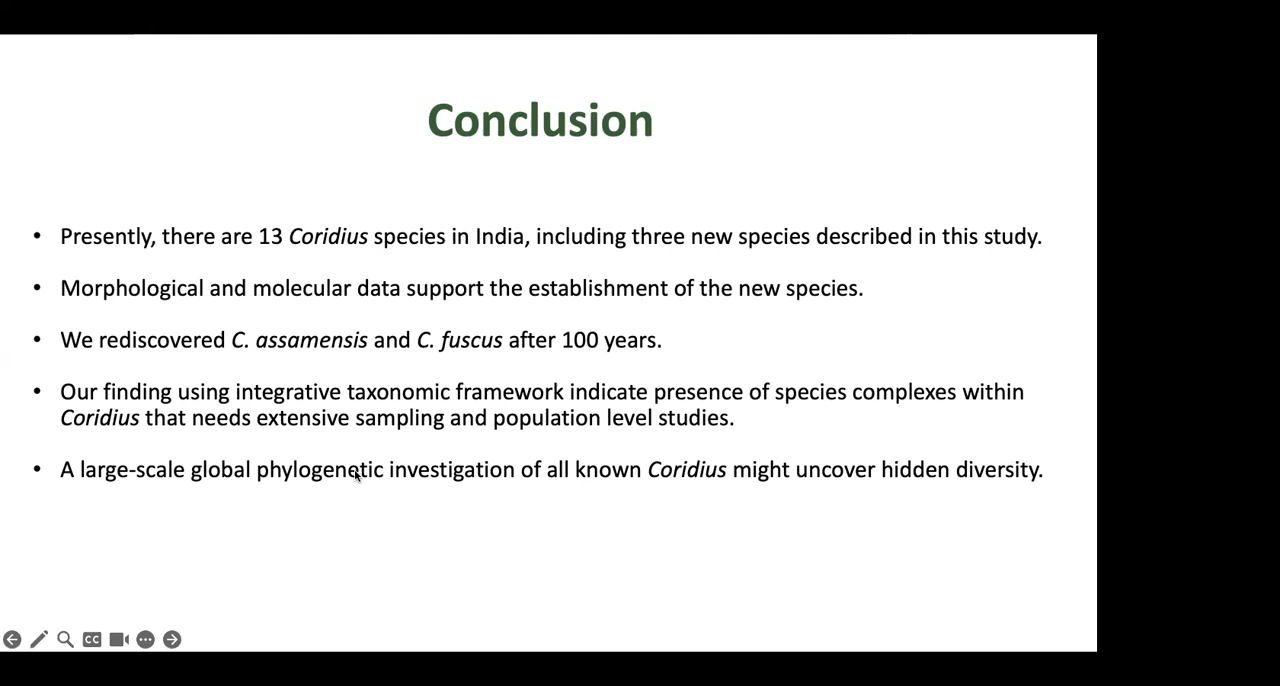 Conclusion
• Presently, there are 13 Coridius species in India, including three new species described in this study.
• Morphological and molecular data support the establishment of the new species.
• We rediscovered C. assamensis and C. fuscus after 100 years.
• Our finding using integrative taxonomic framework indicate presence of species complexes within
Coridius that needs extensive sampling and population level studies.
• A large-scale global phylogenetic investigation of all known Coridius might uncover hidden diversity.
CC